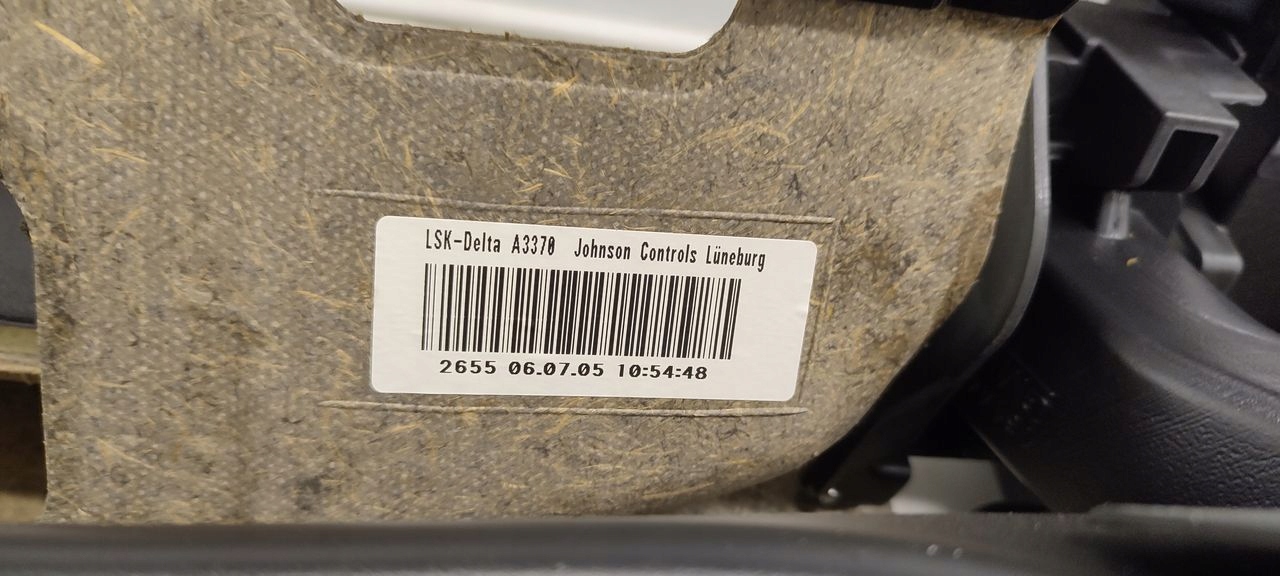 LSK-Delta A3370 Johnson Controls Lüneburg
2655 06.07.05 10:54:48